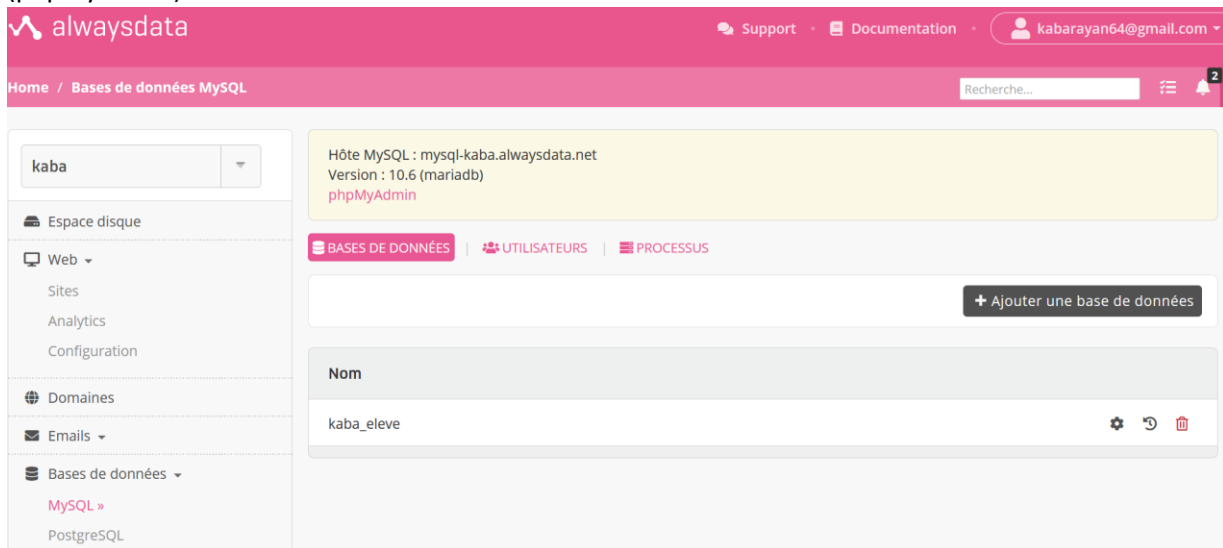 alwaysdata
Support
Documentation
kabarayan64@gmail.com
Home / Bases de données MySQL
Recherche...
2
kaba
Espace disque
Web
Sites
Analytics
Configuration
Domaines
Emails
Bases de données
MySQL »
PostgreSQL
Hôte MySQL : mysql-kaba.alwaysdata.net
Version : 10.6 (mariadb)
phpMyAdmin
BASES DE DONNÉES | UTILISATEURS | PROCESSUS
+ Ajouter une base de données
Nom
kaba_eleve